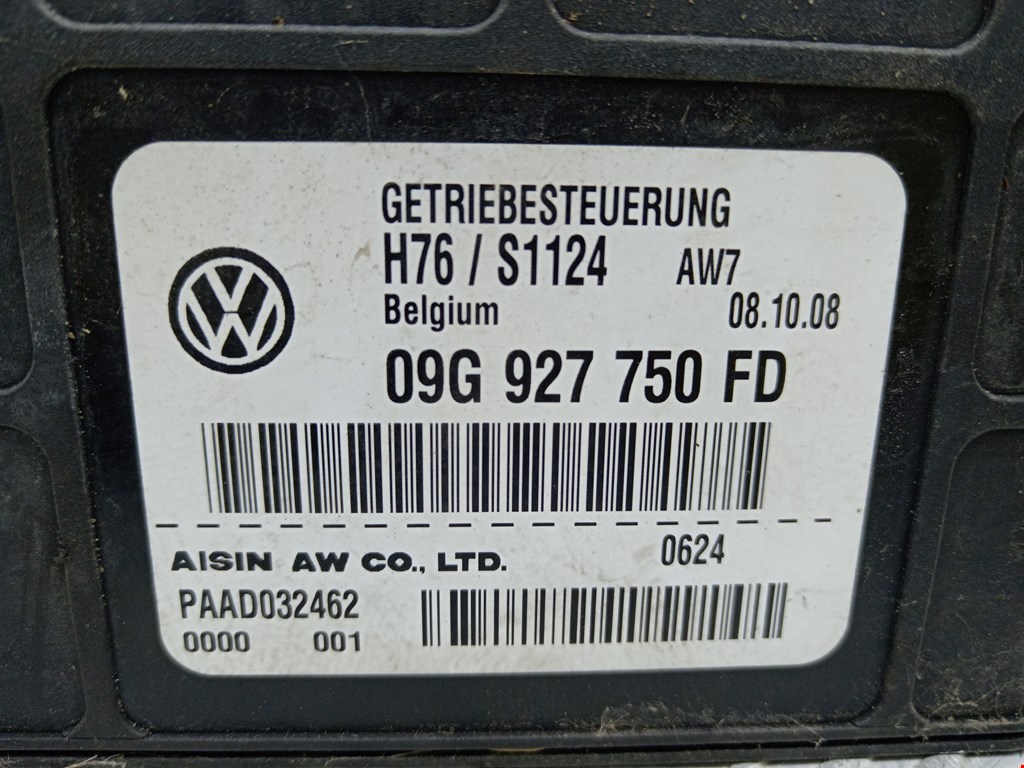 GETRIEBESTEUERUNG
H76 / S1124 AW7
Belgium 08.10.08
09G 927 750 FD
AISIN AW CO., LTD. 0624
PAAD032462
0000 001